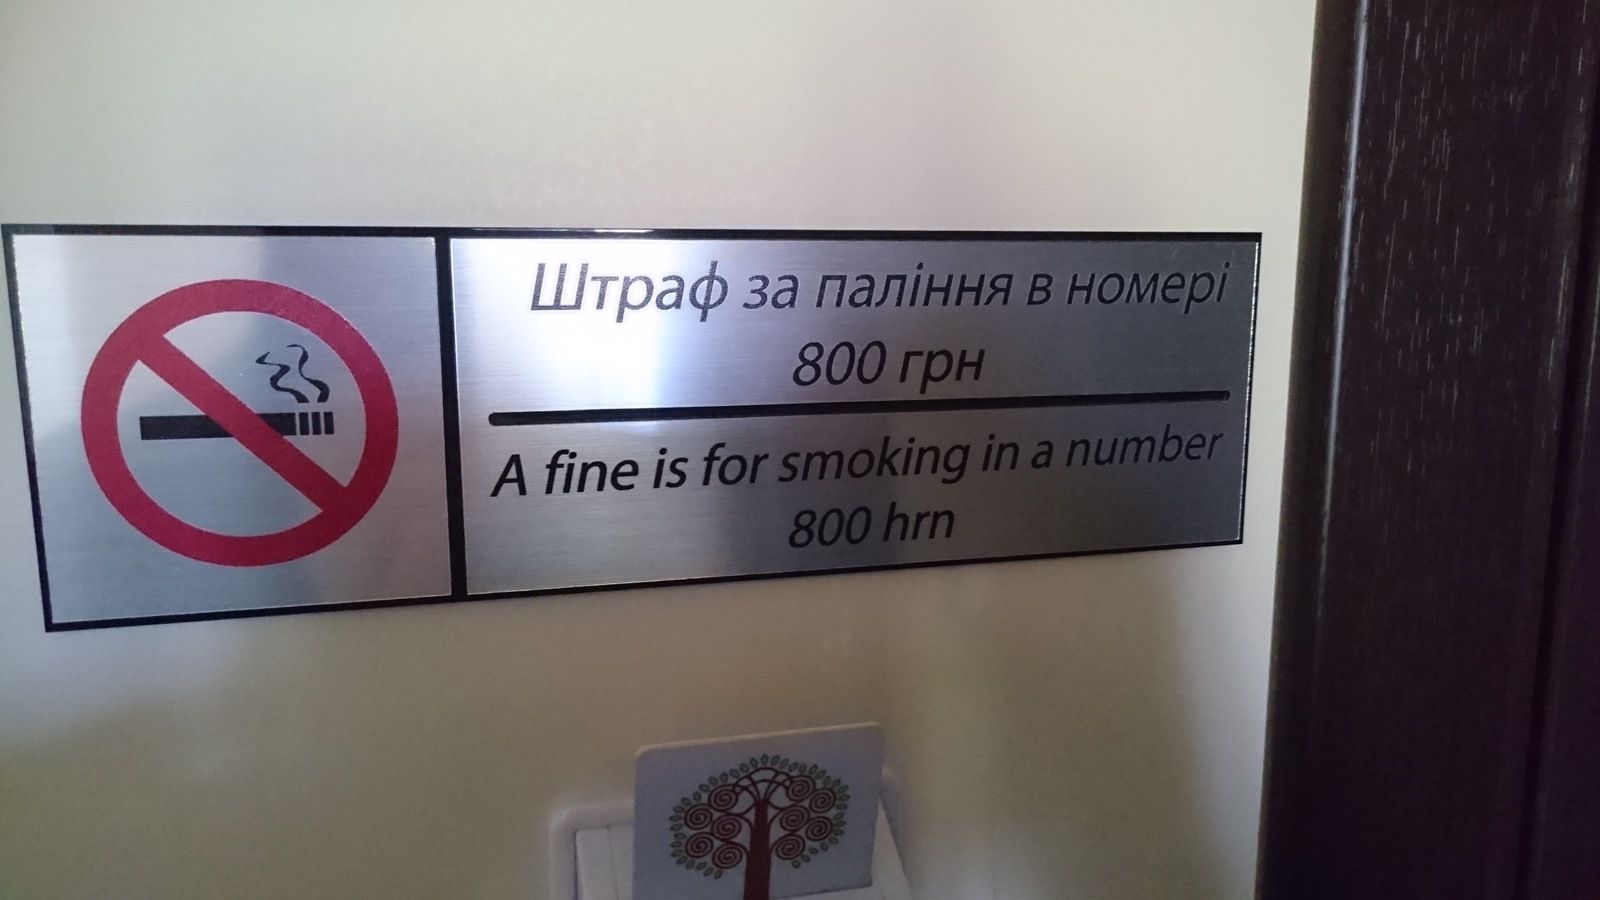 Штраф за паління в номері
800 грн
A fine is for smoking in a number
800 hrn